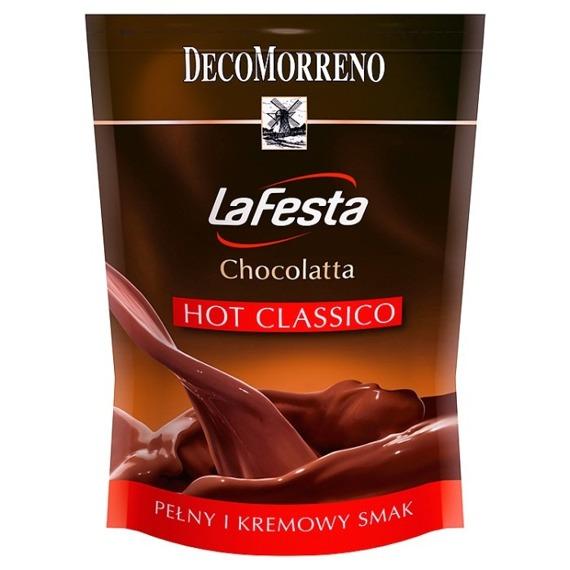 DECOMORRENO
LaFesta
Chocolatta
HOT CLASSICO
PEŁNY I KREMOWY SMAK